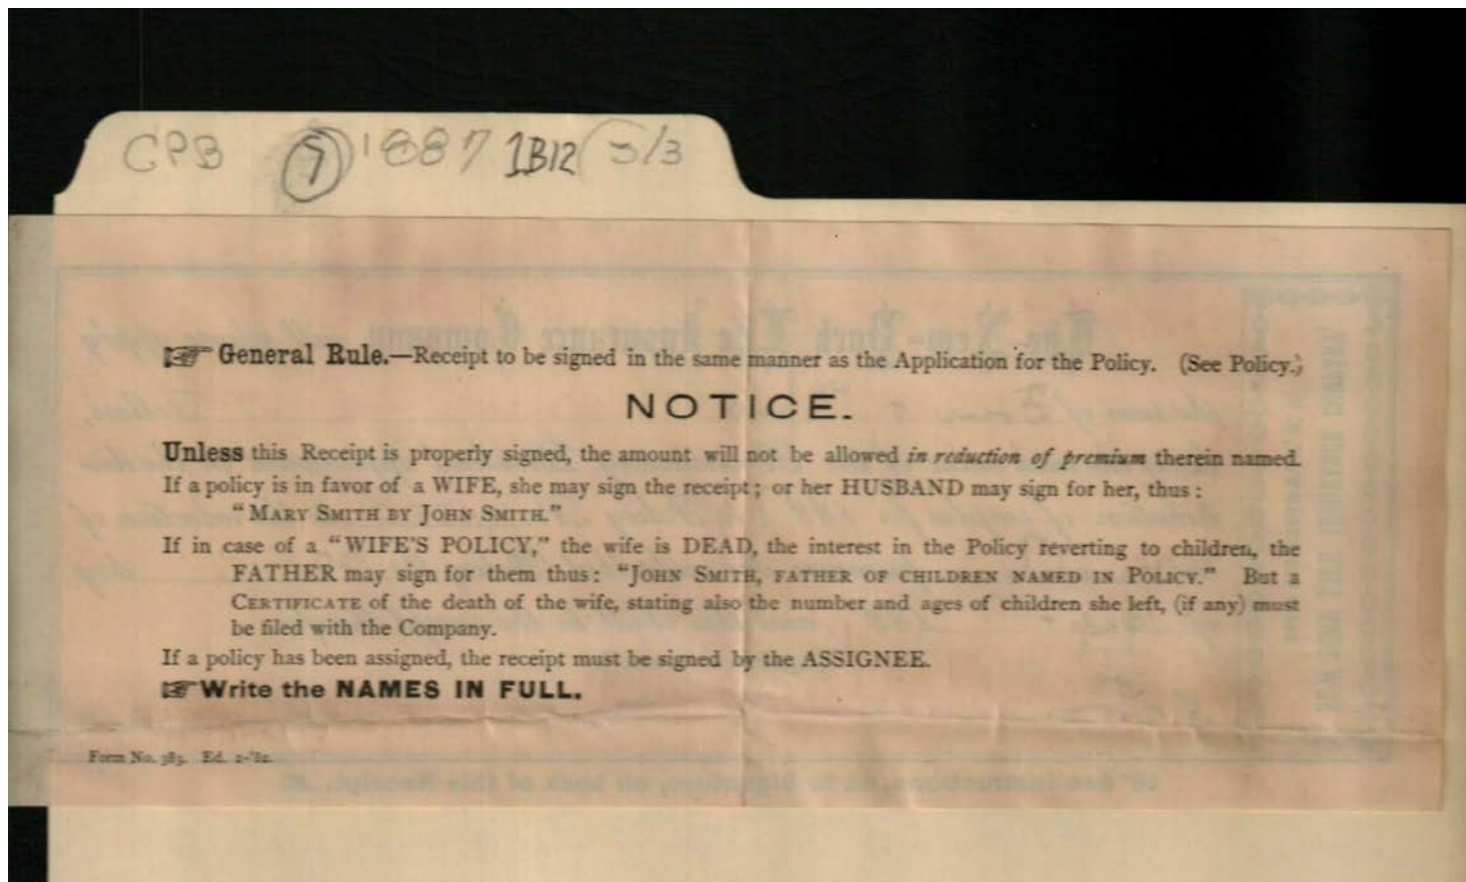 CPB 7 1887 1B12 5/3
☞ General Rule.—Receipt to be signed in the same manner as the Application for the Policy. (See Policy.)
NOTICE.
Unless this Receipt is properly signed, the amount will not be allowed in reduction of premium therein named.
If a policy is in favor of a WIFE, she may sign the receipt; or her HUSBAND may sign for her, thus:
"MARY SMITH BY JOHN SMITH."
If in case of a "WIFE'S POLICY," the wife is DEAD, the interest in the Policy reverting to children, the
FATHER may sign for them thus: "JOHN SMITH, FATHER OF CHILDREN NAMED IN POLICY." But a
CERTIFICATE of the death of the wife, stating also the number and ages of children she left, (if any) must
be filed with the Company.
If a policy has been assigned, the receipt must be signed by the ASSIGNEE.
☞ Write the NAMES IN FULL.
Form No. 383. Ed. 2-'82.